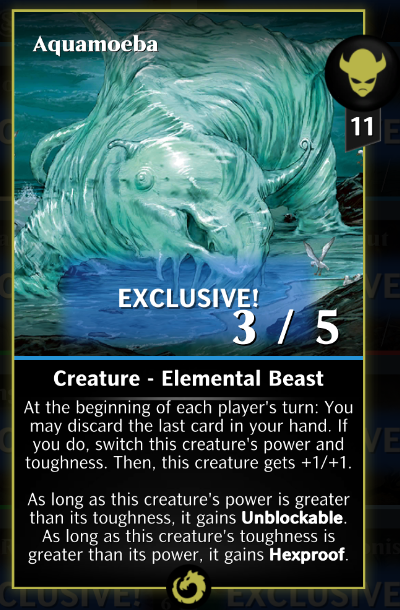 Aquamoeba
11
EXCLUSIVE!
3 / 5
Creature - Elemental Beast
At the beginning of each player's turn: You
may discard the last card in your hand. If
you do, switch this creature's power and
toughness. Then, this creature gets +1/+1.
As long as this creature's power is greater
than its toughness, it gains Unblockable.
As long as this creature's toughness is
greater than its power, it gains Hexproof.